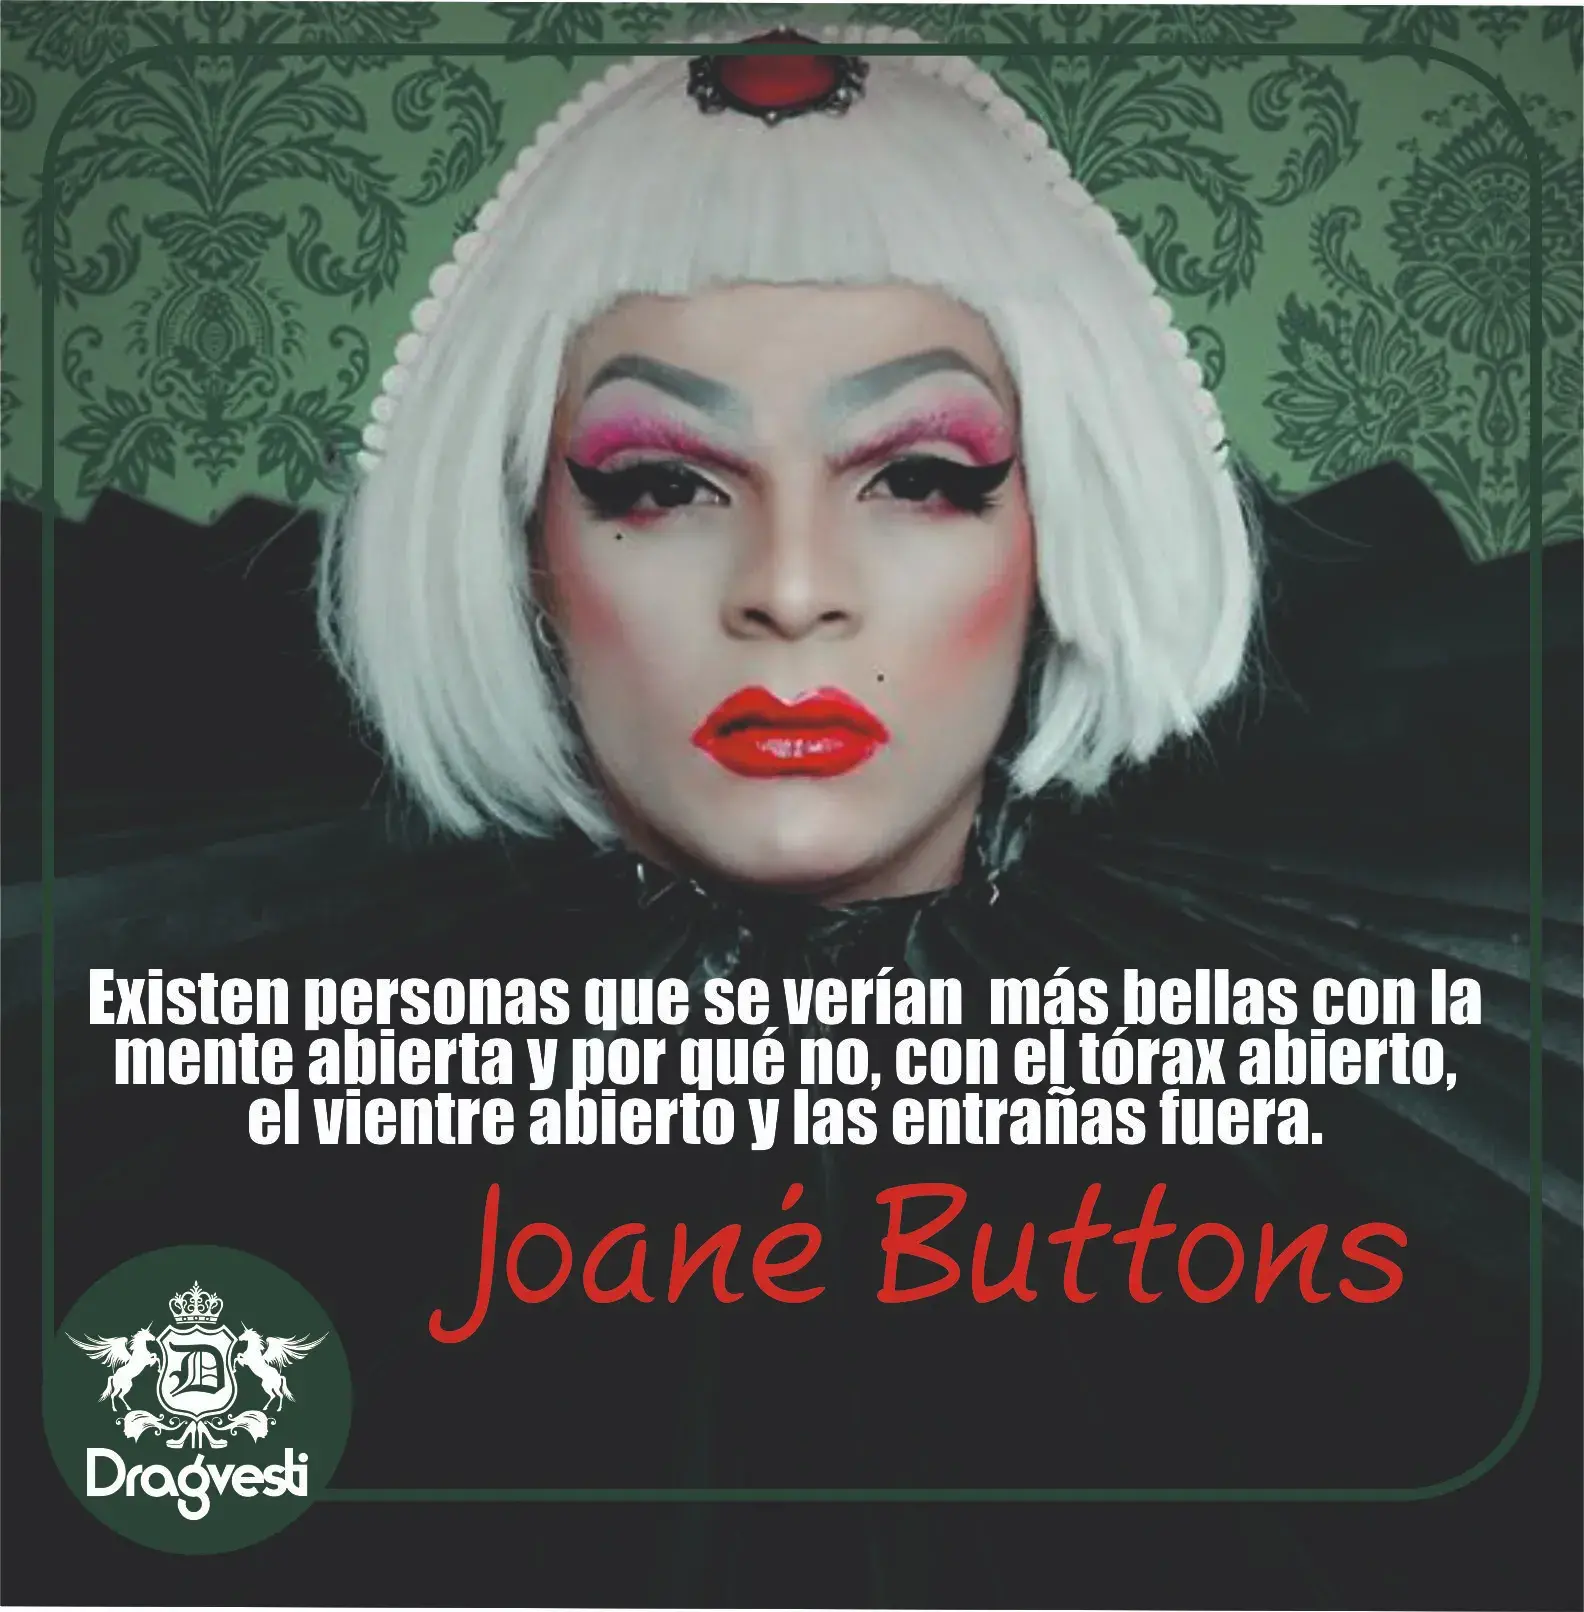 Existen personas que se verían más bellas con la
mente abierta y por qué no, con el tórax abierto,
el vientre abierto y las entrañas fuera.
Joané Buttons
D
Dragvesti